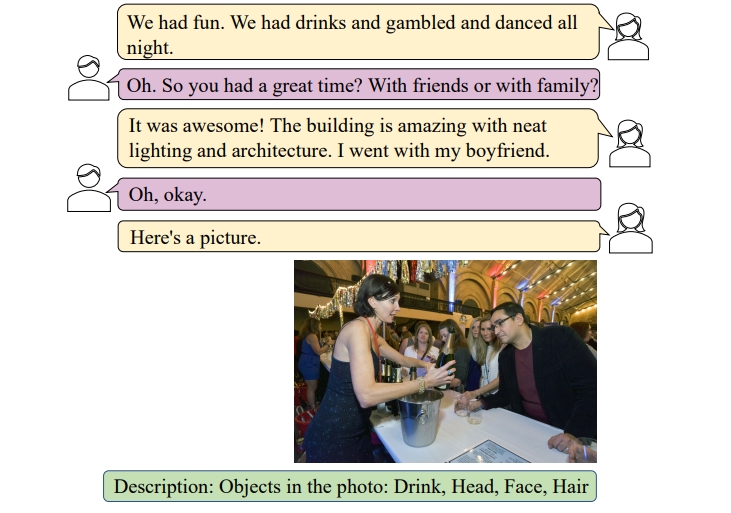 We had fun. We had drinks and gambled and danced all
night.
Oh. So you had a great time? With friends or with family?
It was awesome! The building is amazing with neat
lighting and architecture. I went with my boyfriend.
Oh, okay.
Here's a picture.
Description: Objects in the photo: Drink, Head, Face, Hair